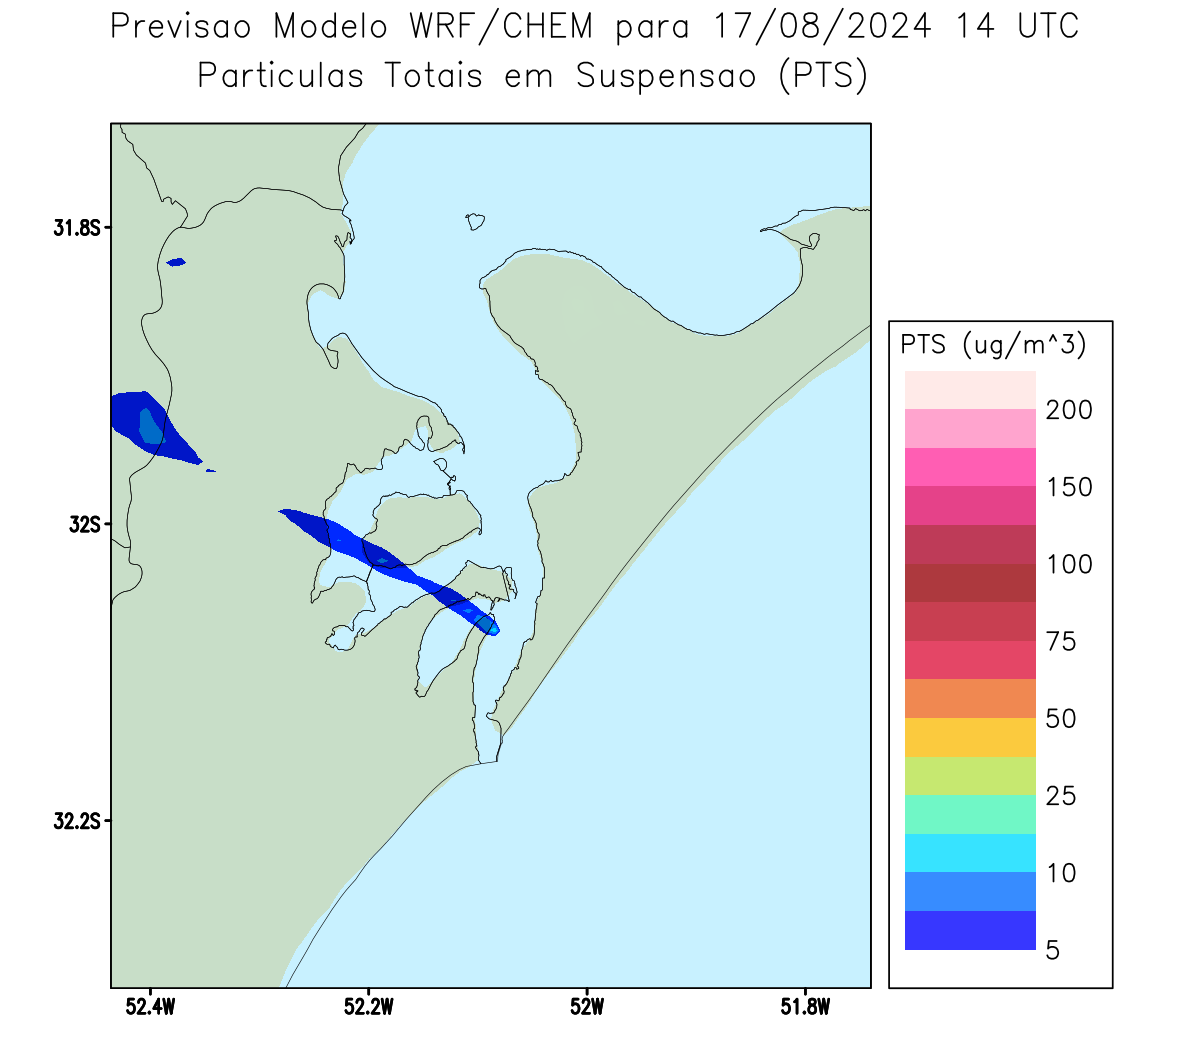 Previsao Modelo WRF/CHEM para 17/08/2024 14 UTC
Particulas Totais em Suspensao (PTS)
31.8S
32S
32.2S
52.4W
52.2W
52W
51.8W
PTS (ug/m^3)
200
150
100
75
50
25
10
5